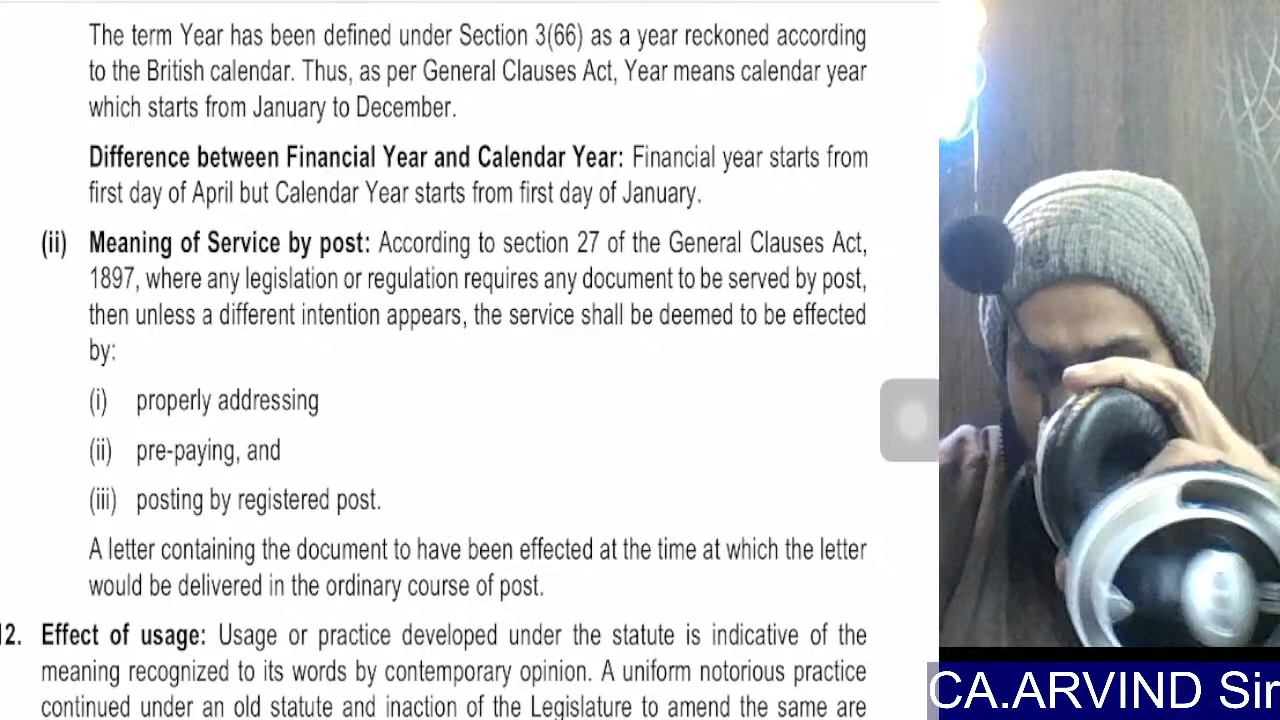 The term Year has been defined under Section 3(66) as a year reckoned according
to the British calendar. Thus, as per General Clauses Act, Year means calendar year
which starts from January to December.
Difference between Financial Year and Calendar Year: Financial year starts from
first day of April but Calendar Year starts from first day of January.
(ii) Meaning of Service by post: According to section 27 of the General Clauses Act,
1897, where any legislation or regulation requires any document to be served by post,
then unless a different intention appears, the service shall be deemed to be effected
by:
(i) properly addressing
(ii) pre-paying, and
(iii) posting by registered post.
A letter containing the document to have been effected at the time at which the letter
would be delivered in the ordinary course of post.
12. Effect of usage: Usage or practice developed under the statute is indicative of the
meaning recognized to its words by contemporary opinion. A uniform notorious practice
continued under an old statute and inaction of the Legislature to amend the same are
CA.ARVIND Sir